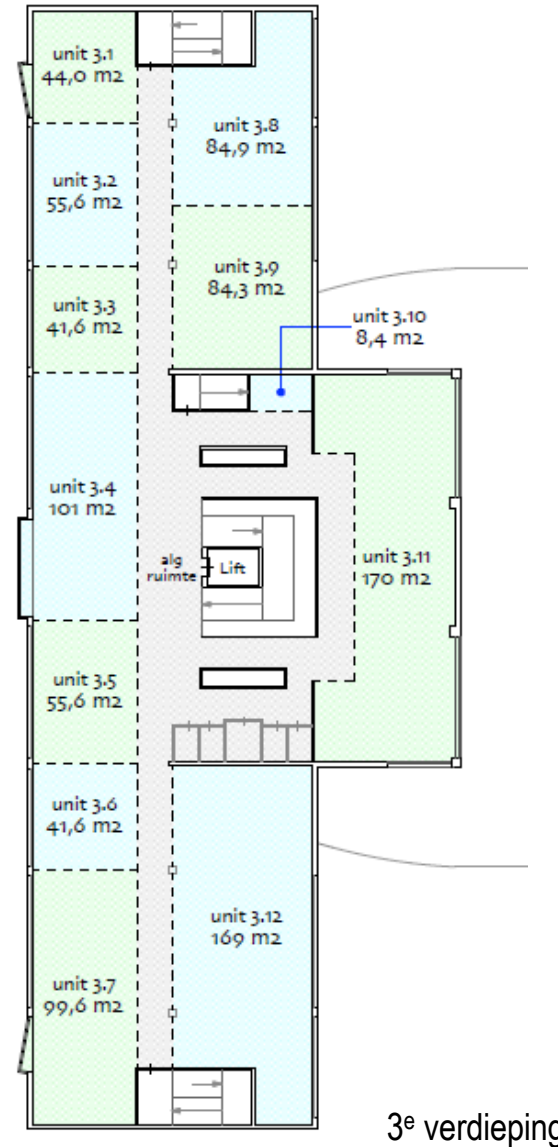 unit 3.1
44,0 m2
unit 3.8
84,9 m2
unit 3.2
55,6 m2
unit 3.9
84,3 m2
unit 3.3
41,6 m2
unit 3.10
8,4 m2
unit 3.4
101 m2
alg
ruimte
Lift
unit 3.11
170 m2
unit 3.5
55,6 m2
unit 3.6
41,6 m2
unit 3.12
169 m2
unit 3.7
99,6 m2
3e verdieping